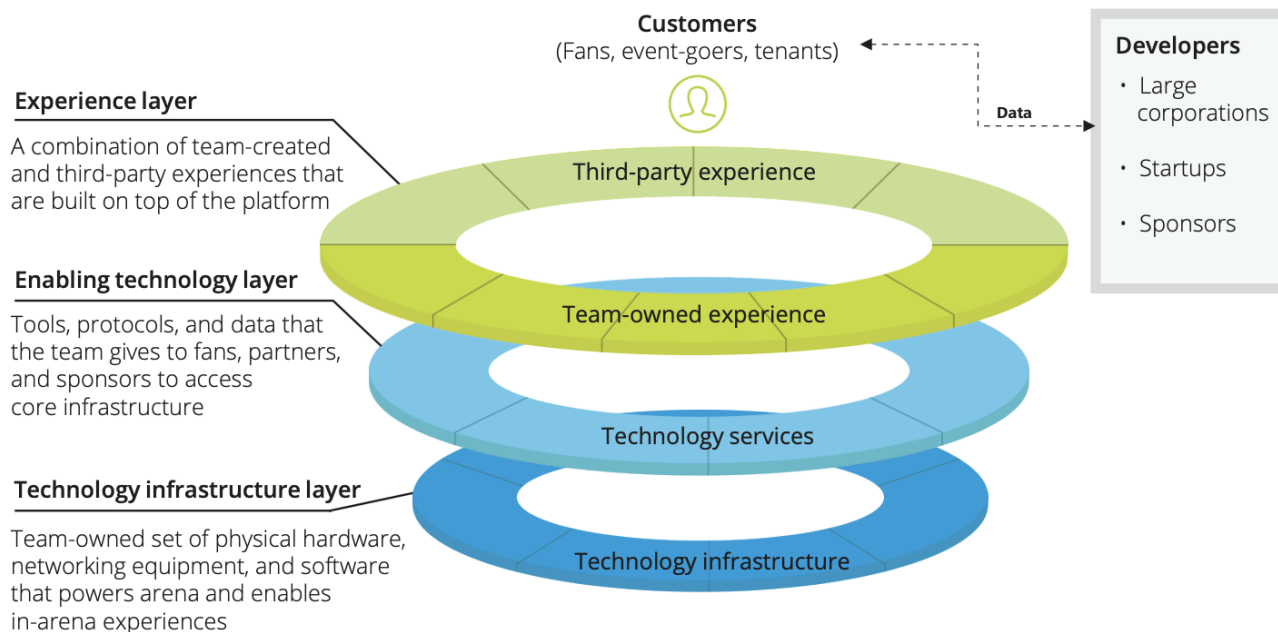 Customers
(Fans, event-goers, tenants)
Developers
· Large
corporations
· Startups
· Sponsors
Data
Experience layer
A combination of team-created
and third-party experiences that
are built on top of the platform
Third-party experience
Team-owned experience
Enabling technology layer
Tools, protocols, and data that
the team gives to fans, partners,
and sponsors to access
core infrastructure
Technology services
Technology infrastructure layer
Team-owned set of physical hardware,
networking equipment, and software
that powers arena and enables
in-arena experiences
Technology infrastructure